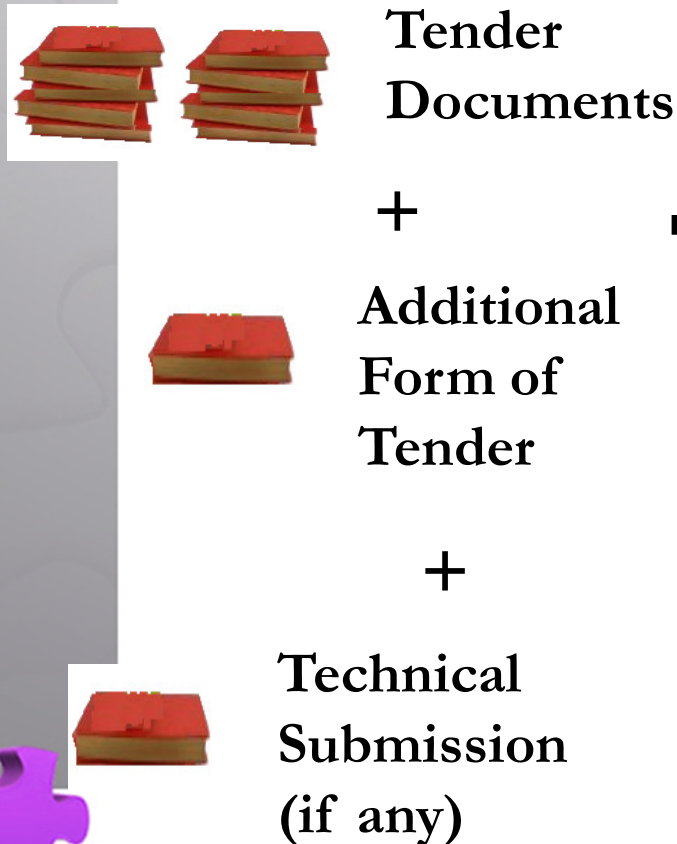 Tender
Documents
+
Additional
Form of
Tender
+
Technical
Submission
(if any)